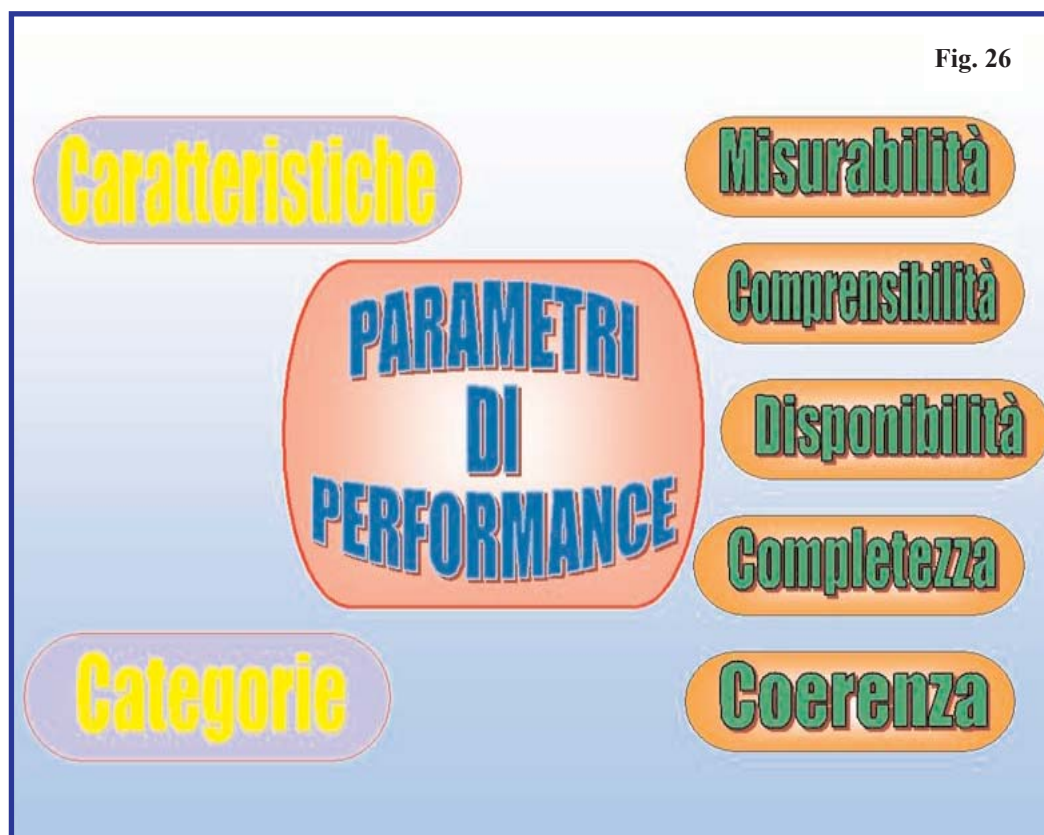 Fig. 26
Caratteristiche
PARAMETRI
DI
PERFORMANCE
Categorie
Misurabilità
Comprensibilità
Disponibilità
Completezza
Coerenza